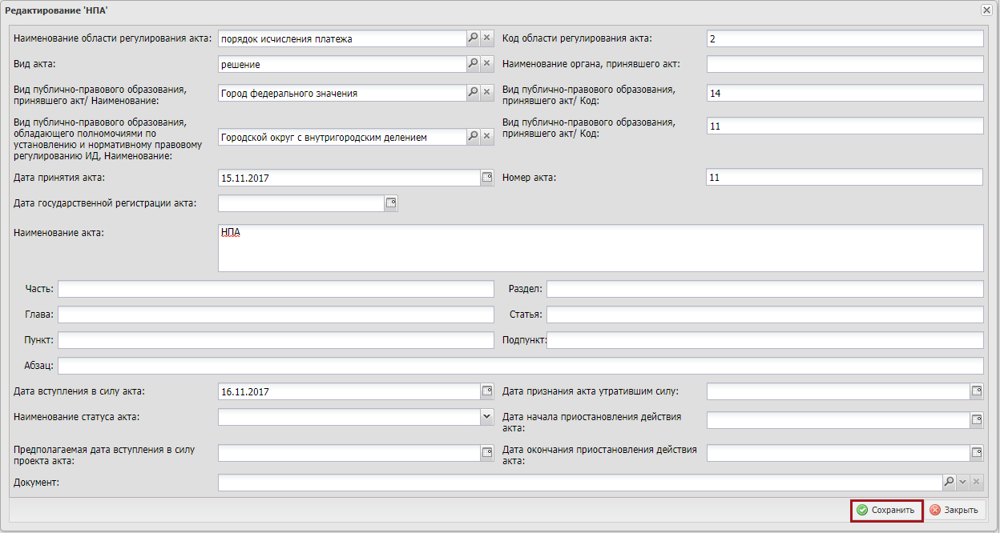 Редактирование 'НПА'
Наименование области регулирования акта: порядок исчисления платежа Код области регулирования акта: 2
Вид акта: решение Наименование органа, принявшего акт:
Вид публично-правового образования,
принявшего акт/ Наименование: Город федерального значения
Вид публично-правового образования,
принявшего акт/ Код: 14
Вид публично-правового образования,
обладающего полномочиями по
установлению и нормативному правовому
регулированию ИД, Наименование: Городской округ с внутригородским делением
Вид публично-правового образования,
принявшего акт/ Код: 11
Дата принятия акта: 15.11.2017 Номер акта: 11
Дата государственной регистрации акта:
Наименование акта: НПА
Часть: Раздел:
Глава: Статья:
Пункт: Подпункт:
Абзац:
Дата вступления в силу акта: 16.11.2017 Дата признания акта утратившим силу:
Наименование статуса акта:
Дата начала приостановления действия
акта:
Предполагаемая дата вступления в силу
проекта акта:
Дата окончания приостановления действия
акта:
Документ:
Сохранить Закрыть